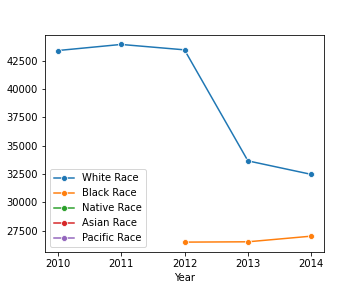 42500
40000
37500
35000
32500
30000
27500
White Race
Black Race
Native Race
Asian Race
Pacific Race
2010 2011 2012 2013 2014
Year